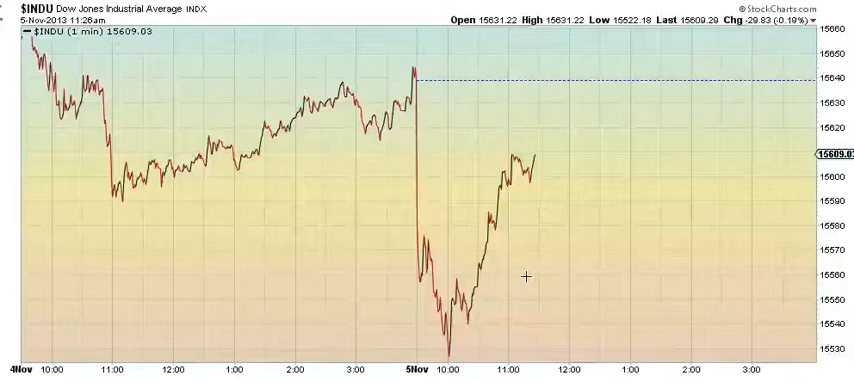 $INDU Dow Jones Industrial Average INDX
© StockCharts.com
5-Nov-2013 11:26am
Open 15631.22 High 15631.22 Low 15522.18 Last 15609.29 Chg -29.83 (-0.19%)
$INDU (1 min) 15609.03
15660
15650
15640
15630
15620
15609.03
15600
15590
15580
15570
15560
15550
15540
15530
4Nov 10:00 11:00 12:00 1:00 2:00 3:00 5Nov 10:00 11:00 12:00 1:00 2:00 3:00